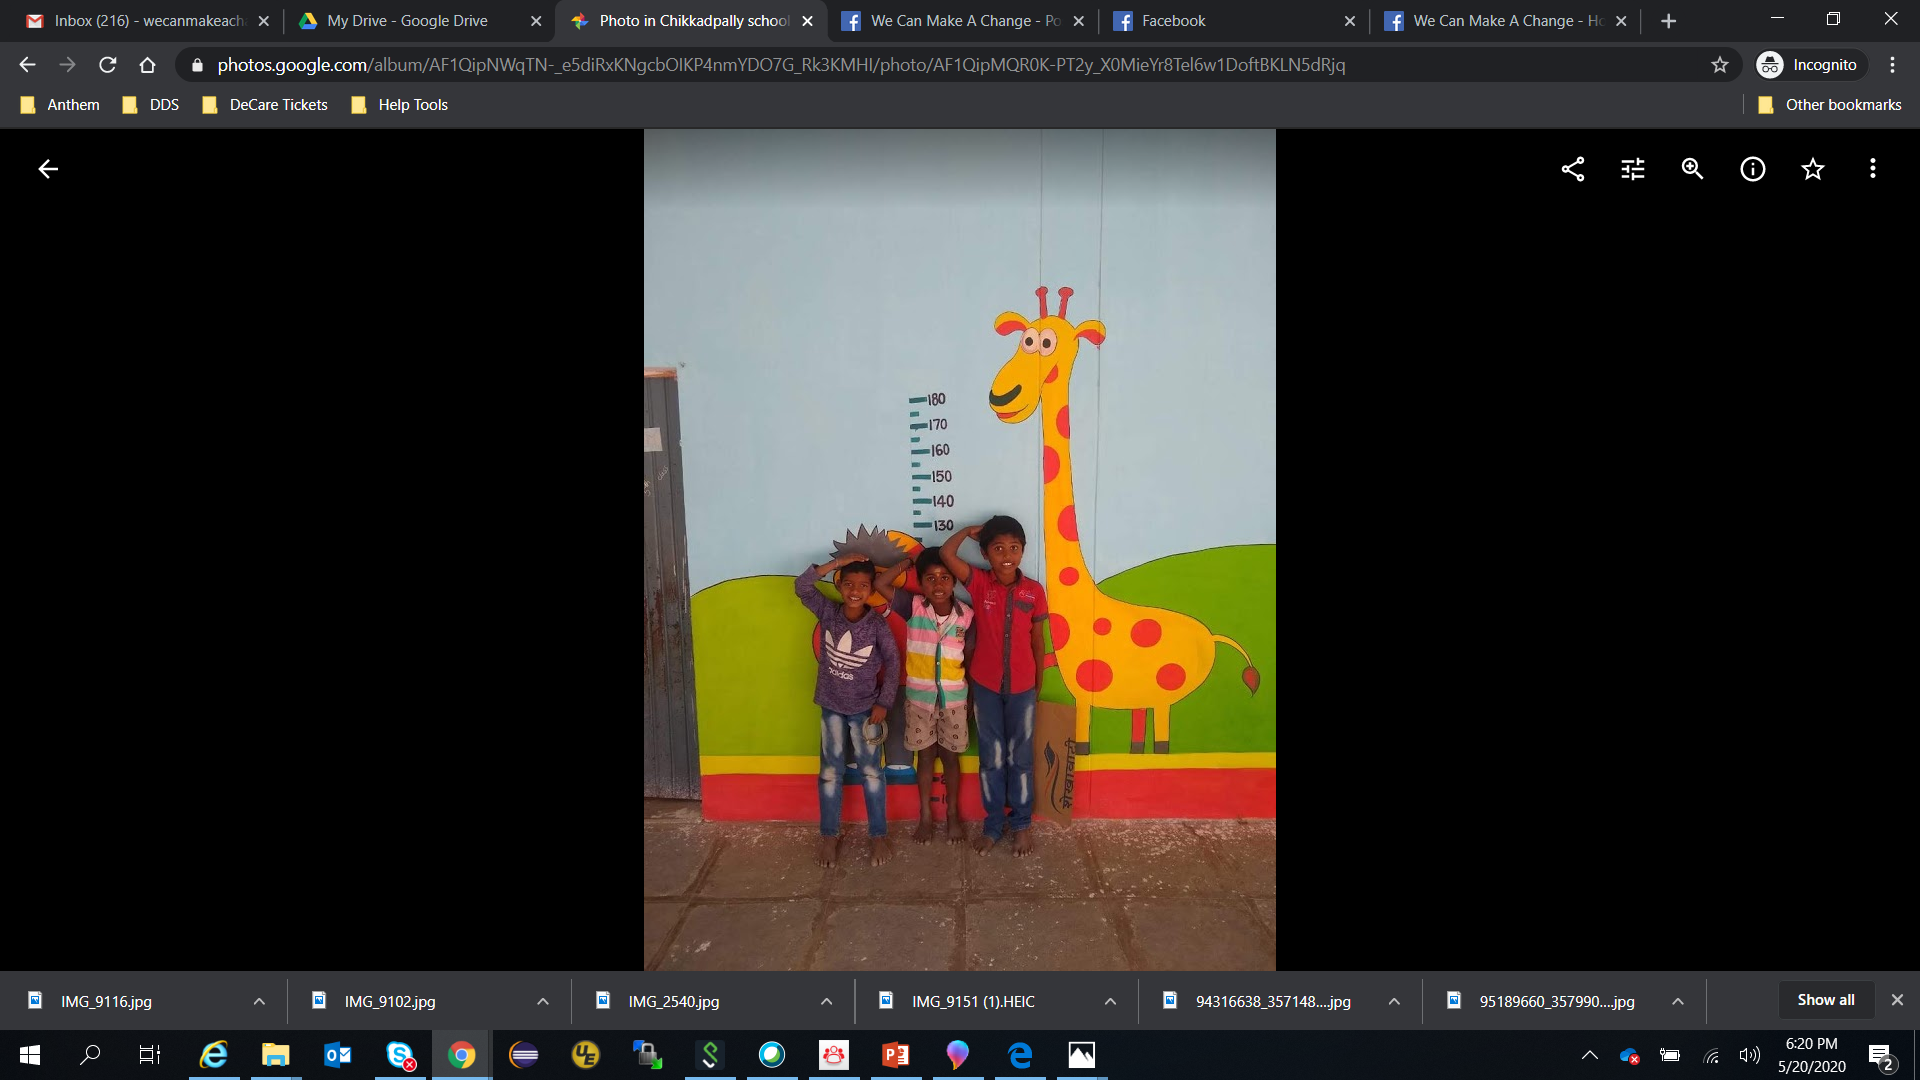 Inbox (216) - wecanmakeach
My Drive - Google Drive
Photo in Chikkadpally school
We Can Make A Change - Po
Facebook
We Can Make A Change - Ho
photos.google.com/album/AF1QipNWqTN-_e5diRxKNgcbOIKP4nmYDO7G_Rk3KMHI/photo/AF1QipMQR0K-PT2y_X0MieYr8Tel6w1DoftBKLN5dRjq
Incognito
Anthem
DDS
DeCare Tickets
Help Tools
Other bookmarks
180
170
160
150
140
130
adidas
शेखावाटी
IMG_9116.jpg
IMG_9102.jpg
IMG_2540.jpg
IMG_9151 (1).HEIC
94316638_357148....jpg
95189660_357990....jpg
Show all
6:20 PM
5/20/2020
2